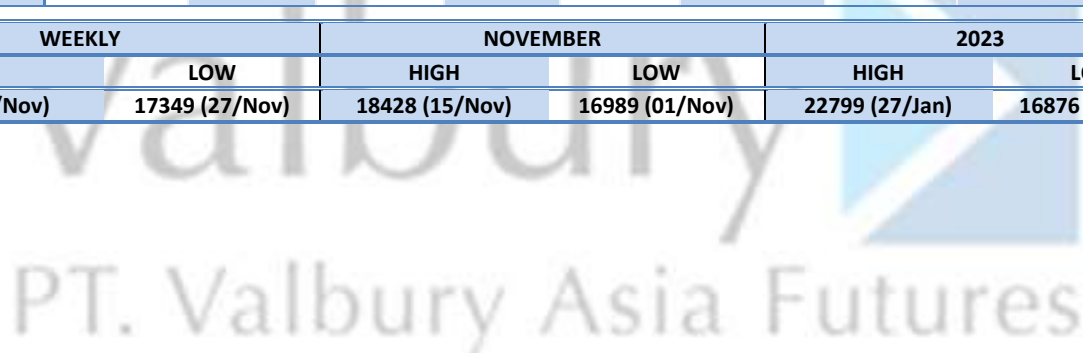 WEEKLY NOVEMBER 2023
LOW HIGH LOW HIGH
/Nov) 17349 (27/Nov) 18428 (15/Nov) 16989 (01/Nov) 22799 (27/Jan) 16876
Valbury
PT. Valbury Asia Futures